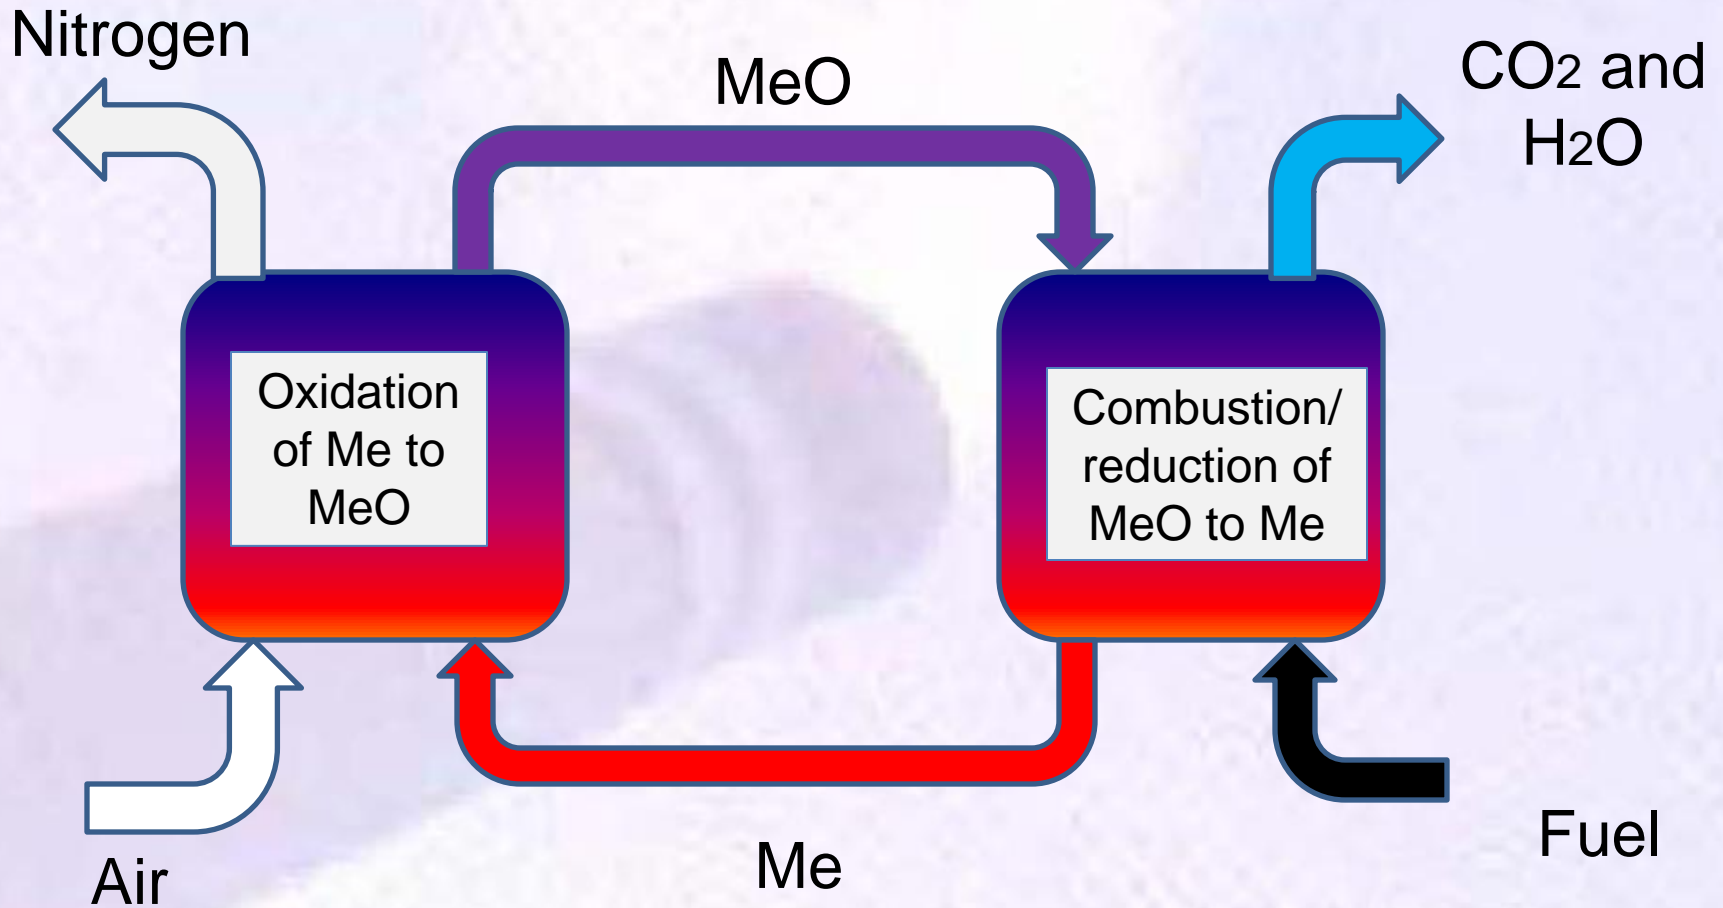 Nitrogen
MeO
CO2 and
H2O
Oxidation
of Me to
MeO
Combustion/
reduction of
MeO to Me
Air
Me
Fuel